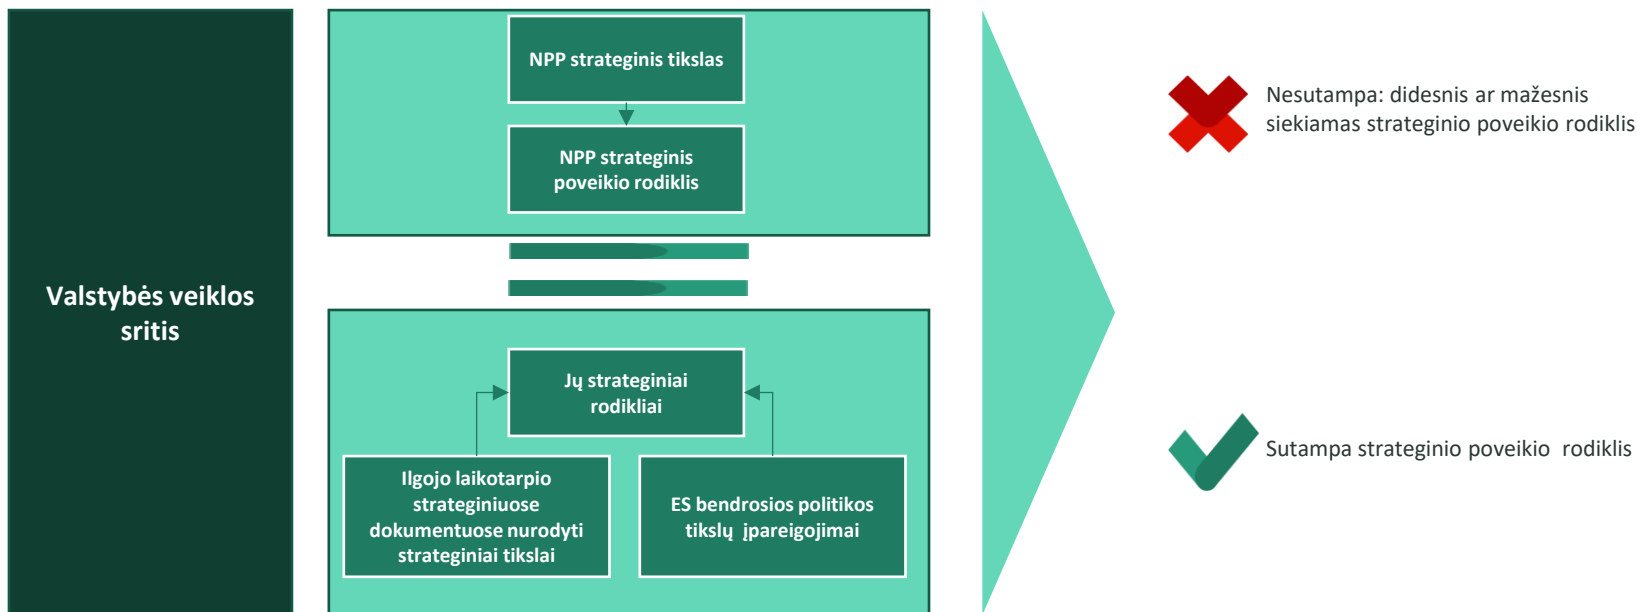 Valstybės veiklos
sritis
NPP strateginis tikslas
NPP strateginis
poveikio rodiklis
Jų strateginiai
rodikliai
Ilgojo laikotarpio
strateginiuose
dokumentuose nurodyti
strateginiai tikslai
ES bendrosios politikos
tikslų įpareigojimai
Nesutampa: didesnis ar mažesnis
siekiamas strateginio poveikio rodiklis
Sutampa strateginio poveikio rodiklis